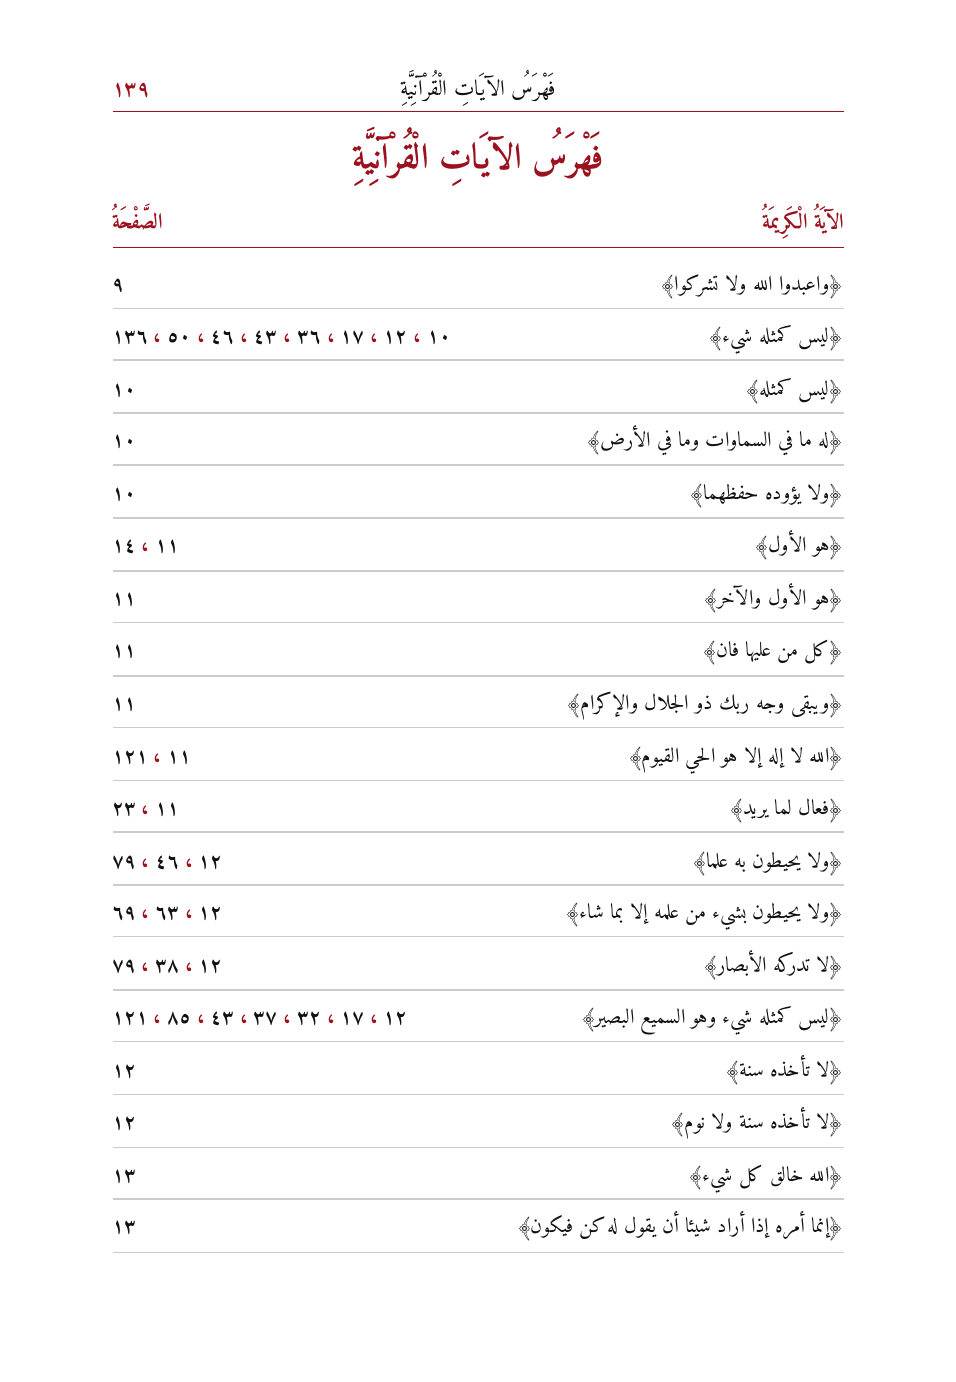 فَهْرَسُ الآيَاتِ الْقُرْآنِيَّةِ ١٣٩
فَهْرَسُ الآيَاتِ الْقُرْآنِيَّةِ
الآيَةُ الْكَرِيمَةُ الصَّفْحَةُ
﴿واعبدوا الله ولا تشركوا﴾ ٩
﴿ليس كمثله شيء﴾ ١٠ ، ١٢ ، ١٧ ، ٣٦ ، ٤٣ ، ٤٦ ، ٥٠ ، ١٣٦
﴿ليس كمثله﴾ ١٠
﴿له ما في السماوات وما في الأرض﴾ ١٠
﴿ولا يؤوده حفظهما﴾ ١٠
﴿هو الأول﴾ ١١ ، ١٤
﴿هو الأول والآخر﴾ ١١
﴿كل من عليها فان﴾ ١١
﴿ويبقى وجه ربك ذو الجلال والإكرام﴾ ١١
﴿الله لا إله إلا هو الحي القيوم﴾ ١١ ، ١٢١
﴿فعال لما يريد﴾ ١١ ، ٢٣
﴿ولا يحيطون به علما﴾ ١٢ ، ٤٦ ، ٧٩
﴿ولا يحيطون بشيء من علمه إلا بما شاء﴾ ١٢ ، ٦٣ ، ٦٩
﴿لا تدركه الأبصار﴾ ١٢ ، ٣٨ ، ٧٩
﴿ليس كمثله شيء وهو السميع البصير﴾ ١٢ ، ١٧ ، ٣٢ ، ٣٧ ، ٤٣ ، ٨٥ ، ١٢١
﴿لا تأخذه سنة﴾ ١٢
﴿لا تأخذه سنة ولا نوم﴾ ١٢
﴿الله خالق كل شيء﴾ ١٣
﴿إنما أمره إذا أراد شيئا أن يقول له كن فيكون﴾ ١٣